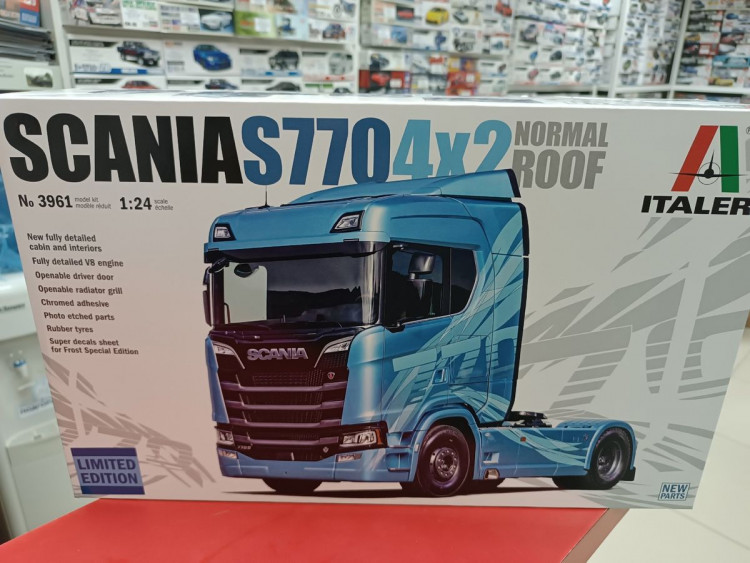 SCANIA S770 4x2 NORMAL ROOF
No 3961 model kit modèle réduit 1:24 scale échelle
ITALER
New fully detailed
cabin and interiors
Fully detailed V8 engine
Openable driver door
Openable radiator grill
Chromed adhesive
Photo etched parts
Rubber tyres
Super decals sheet
for Frost Special Edition
SCANIA
LIMITED
EDITION
NEW
PARTS